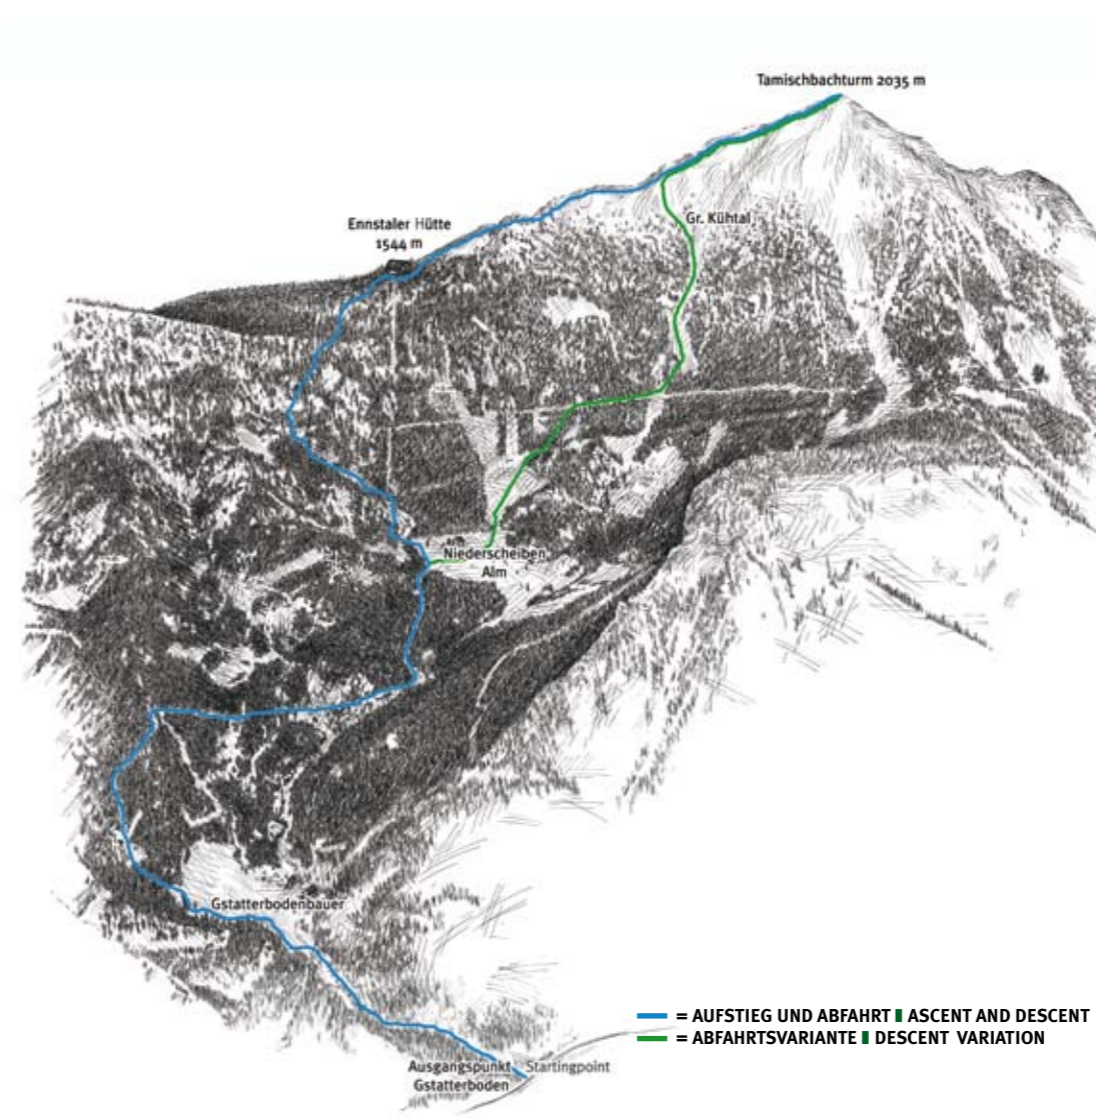 Tamischbachturm 2035 m
Gr. Kühtal
Ennstaler Hütte
1544 m
Niederscheiben
Alm
Gstatterbodenbauer
= AUFSTIEG UND ABFAHRT ▮ ASCENT AND DESCENT
= ABFAHRTSVARIANTE ▮ DESCENT VARIATION
Ausgangspunkt Startingpoint
Gstatterboden